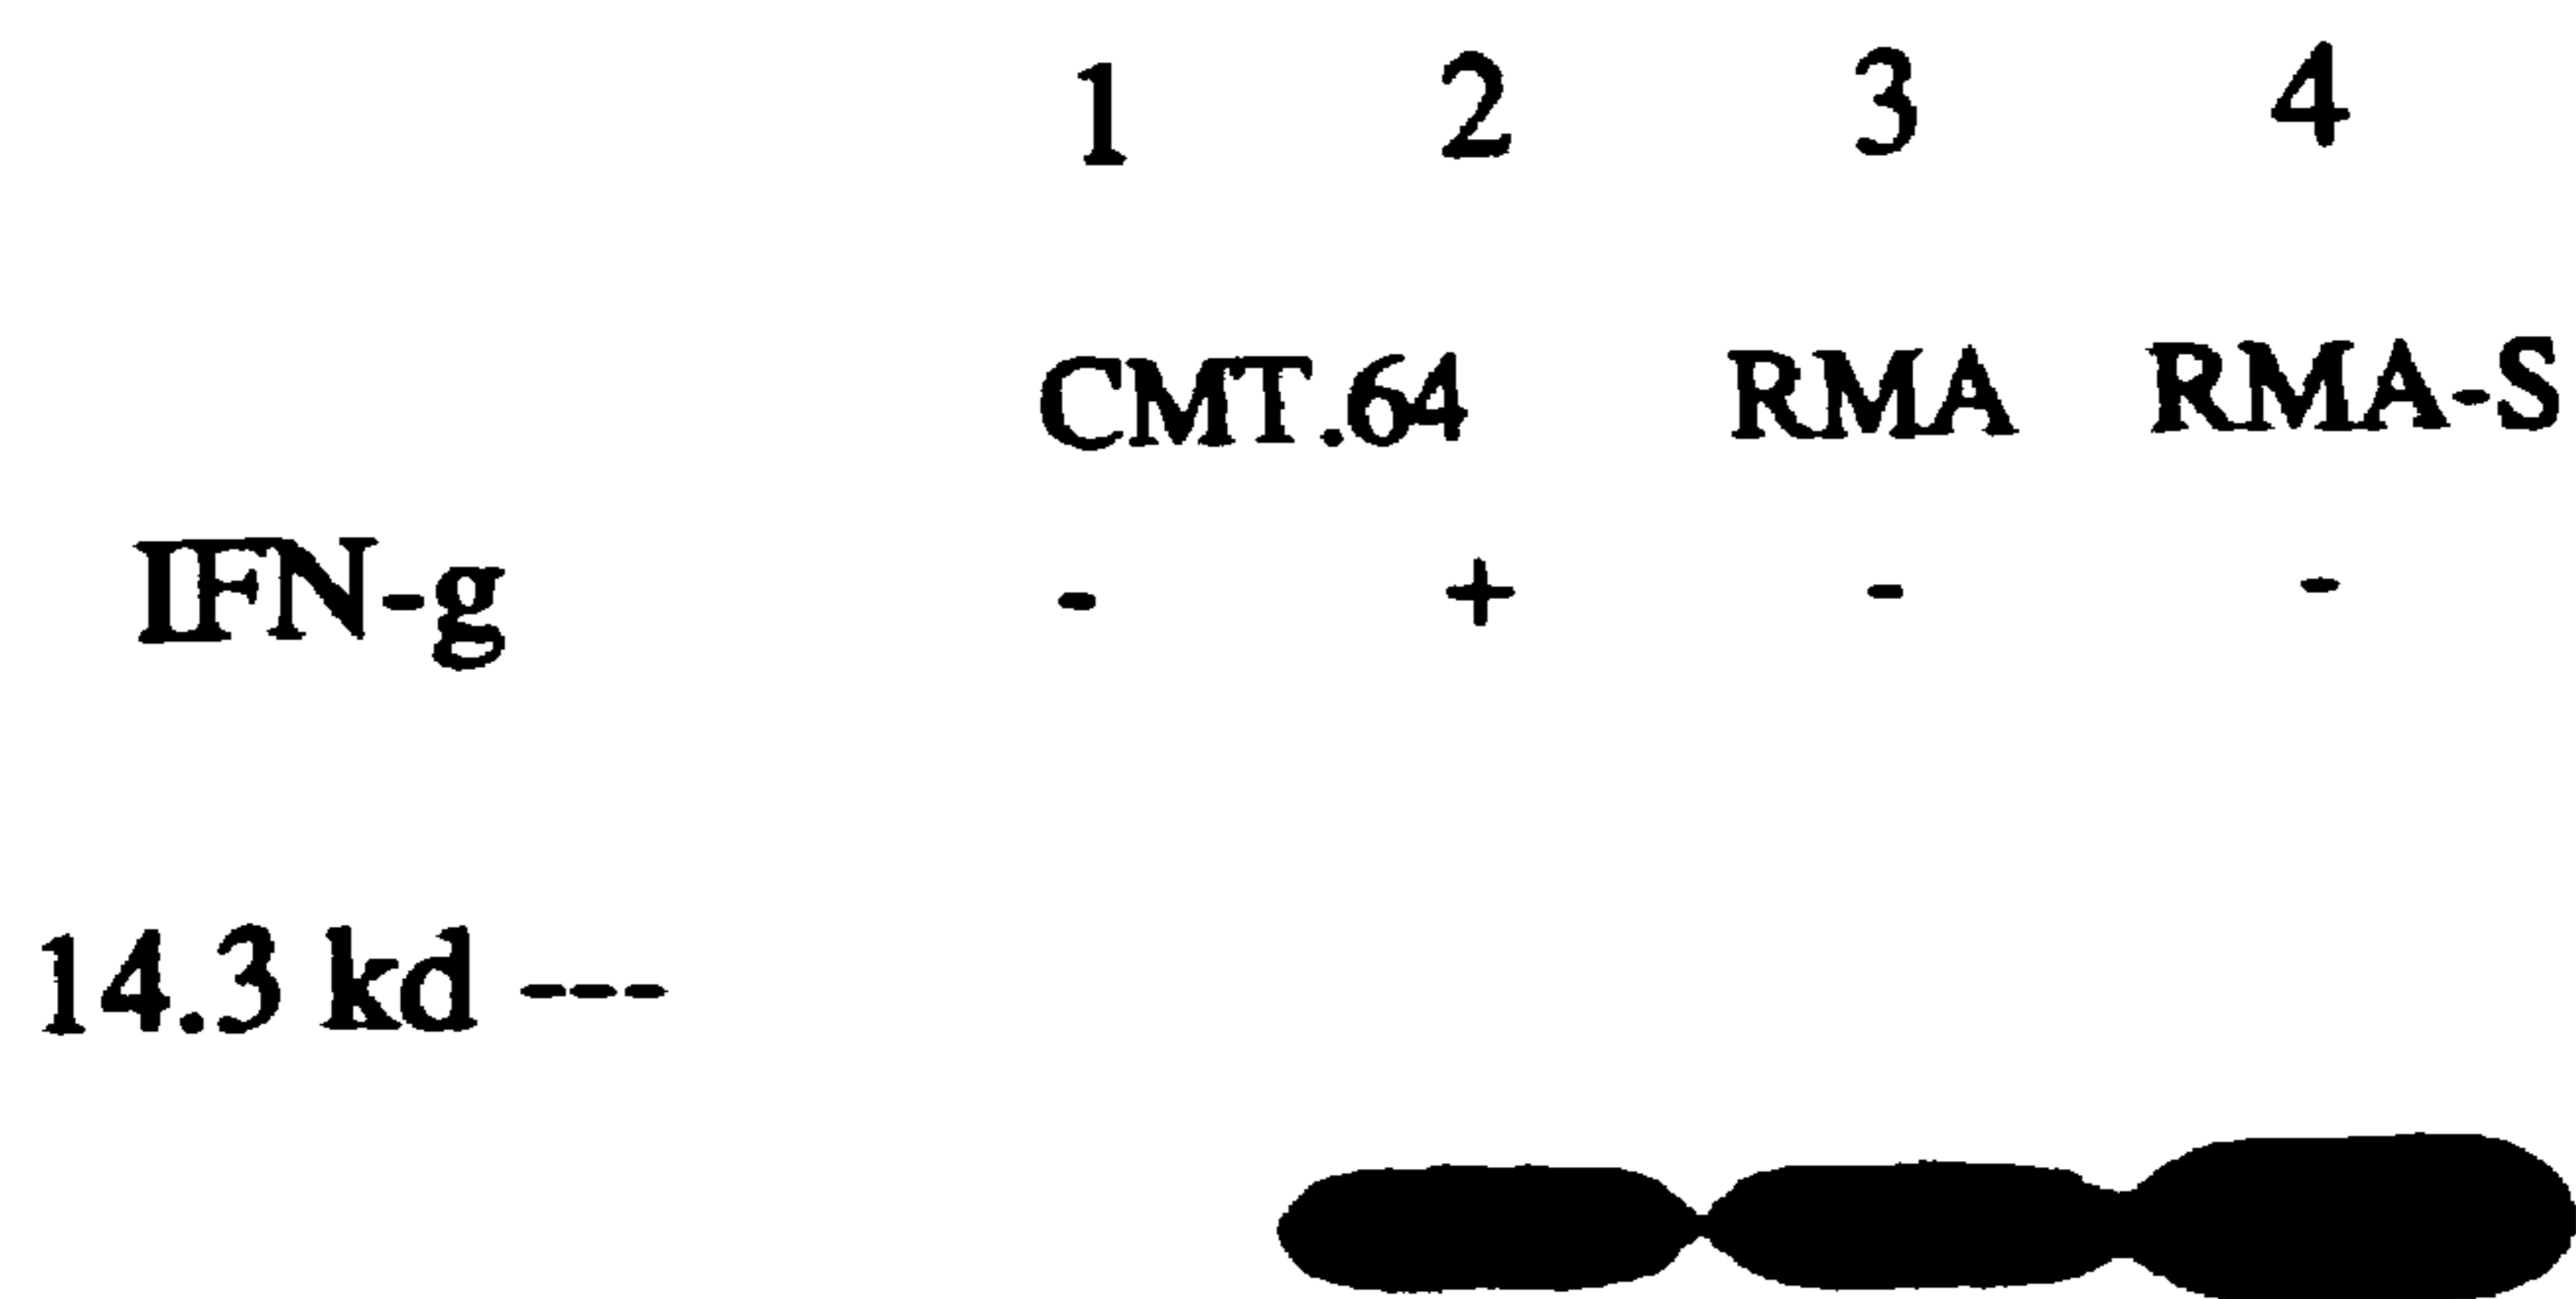 1 2 3 4
CMT.64 RMA RMA-S
IFN-g - + - -
14.3 kd ---